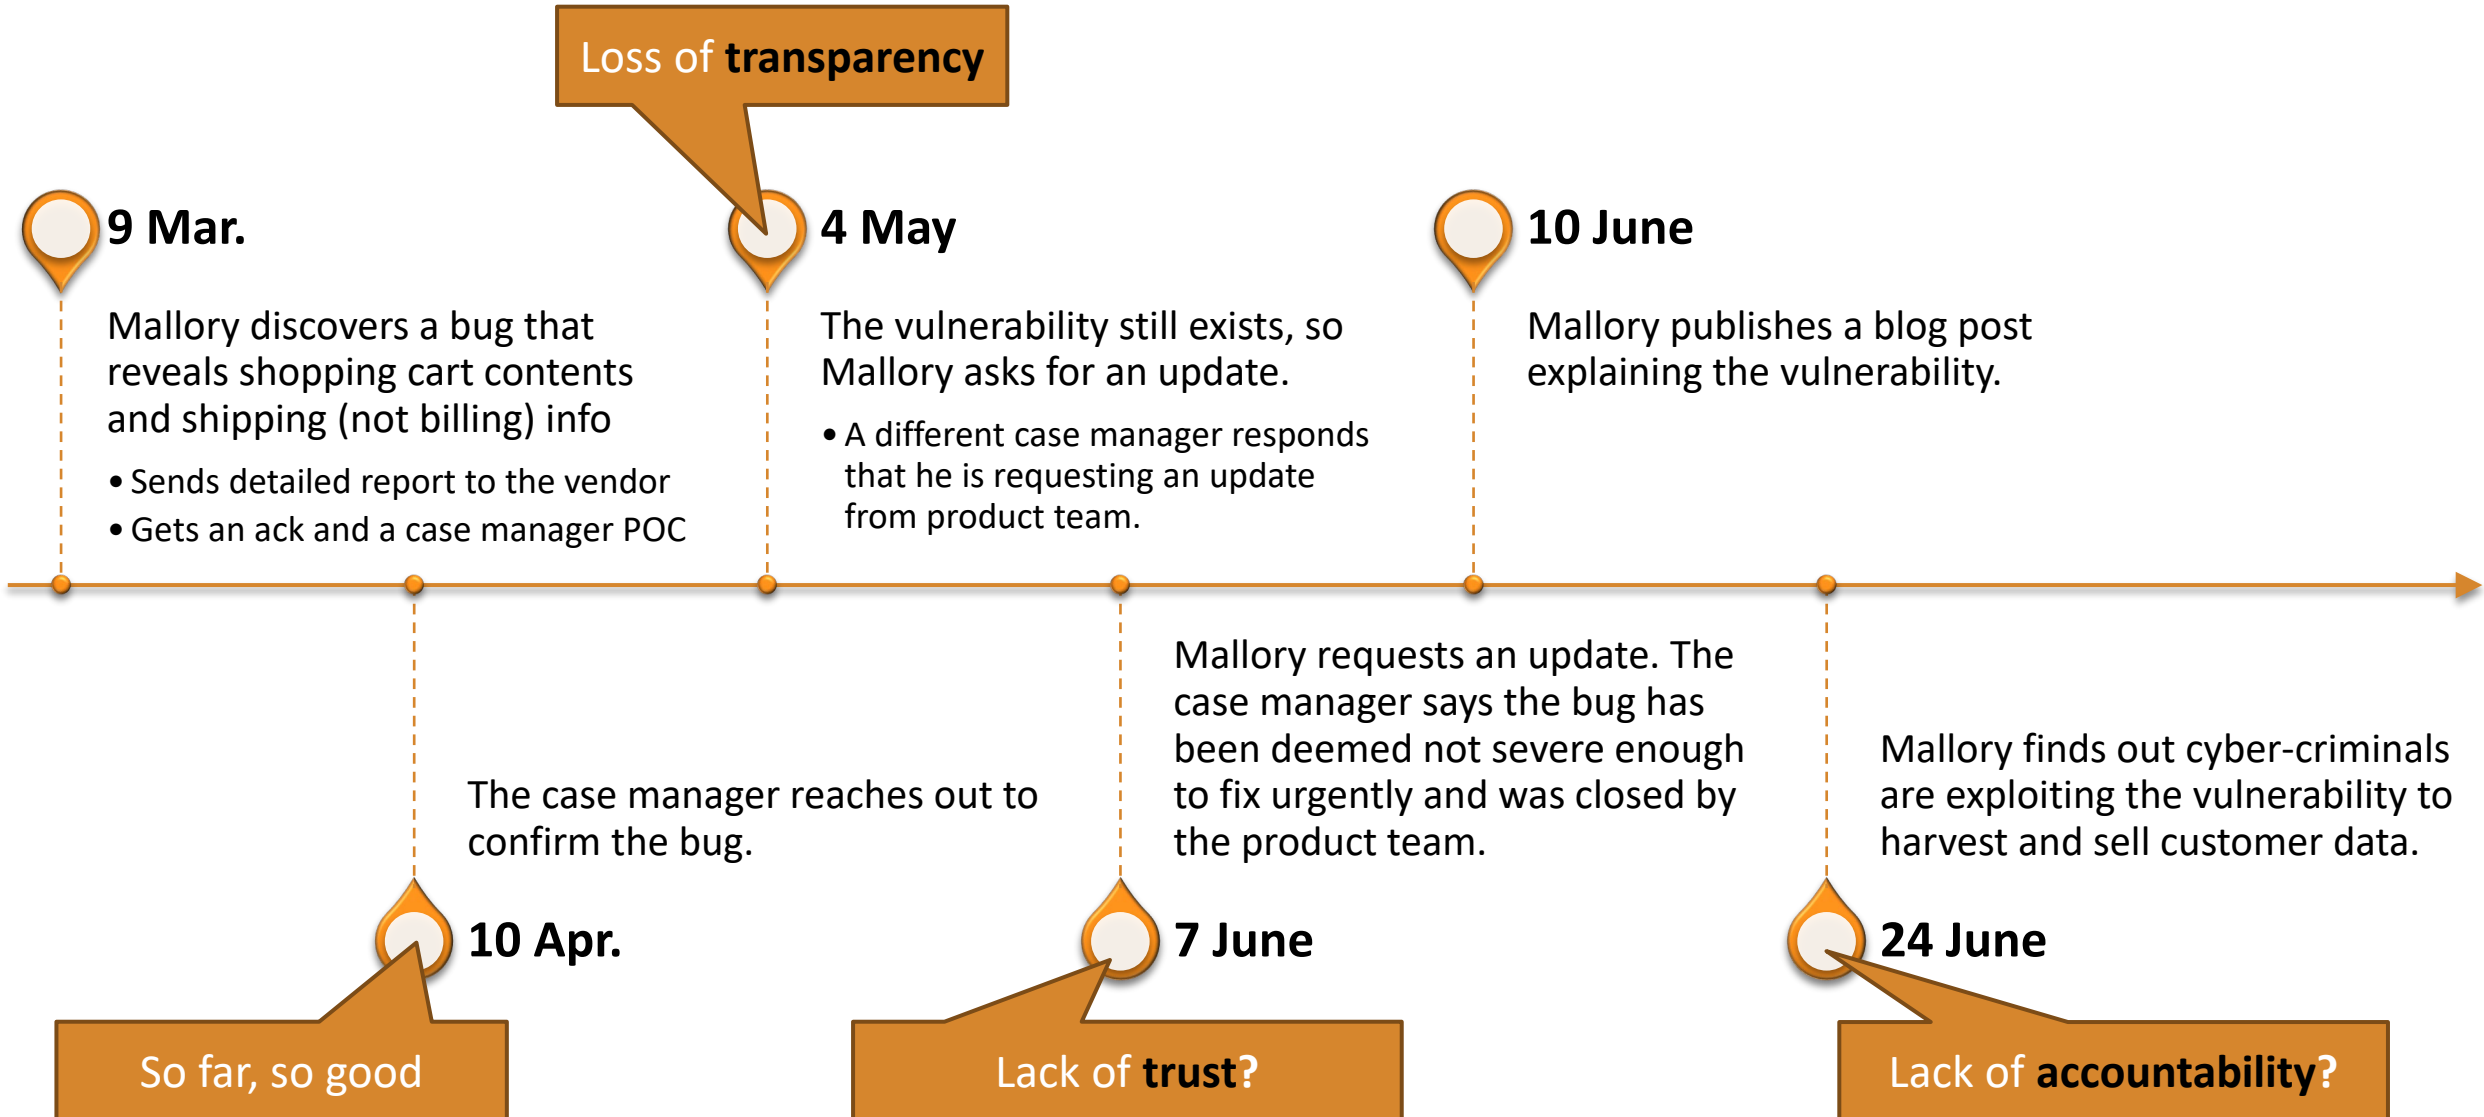 Loss of transparency
9 Mar.
Mallory discovers a bug that
reveals shopping cart contents
and shipping (not billing) info
• Sends detailed report to the vendor
• Gets an ack and a case manager POC
4 May
The vulnerability still exists, so
Mallory asks for an update.
• A different case manager responds
that he is requesting an update
from product team.
10 June
Mallory publishes a blog post
explaining the vulnerability.
The case manager reaches out to
confirm the bug.
10 Apr.
So far, so good
Mallory requests an update. The
case manager says the bug has
been deemed not severe enough
to fix urgently and was closed by
the product team.
7 June
Lack of trust?
Mallory finds out cyber-criminals
are exploiting the vulnerability to
harvest and sell customer data.
24 June
Lack of accountability?